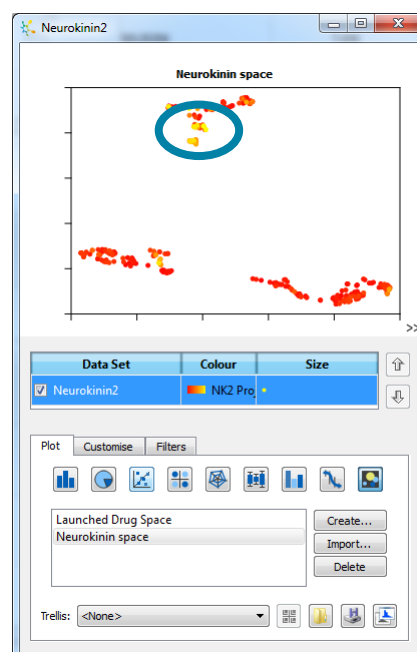 Neurokinin2
Neurokinin space
>>
Data Set Colour Size
Neurokinin2 NK2 Pro
Plot Customise Filters
Launched Drug Space
Neurokinin space
Create...
Import...
Delete
Trellis: <None>